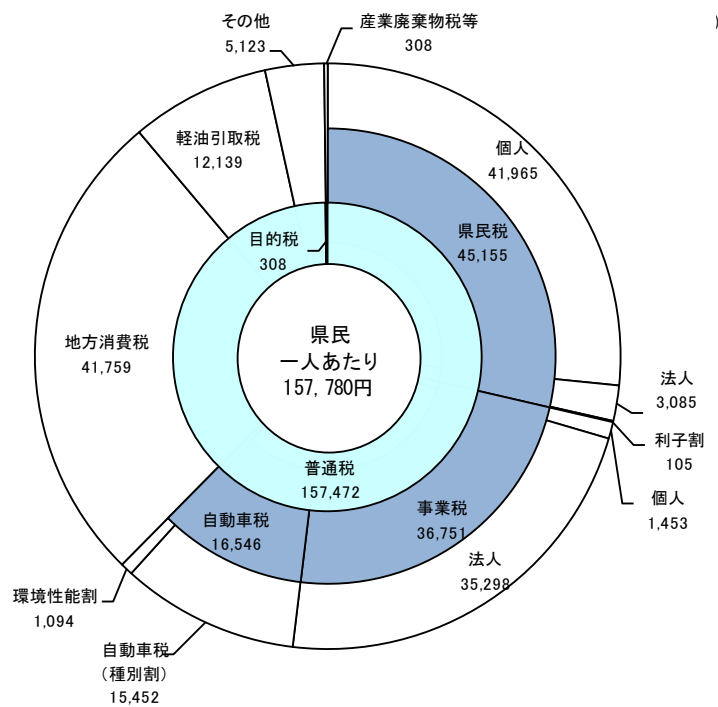 その他
5,123
産業廃棄物税等
308
)
軽油引取税
12,139
個人
41,965
目的税
308
県民税
45,155
地方消費税
41,759
県民
一人あたり
157,780円
法人
3,085
利子割
105
個人
1,453
普通税
157,472
自動車税
16,546
事業税
36,751
法人
35,298
環境性能割
1,094
自動車税
（種別割）
15,452